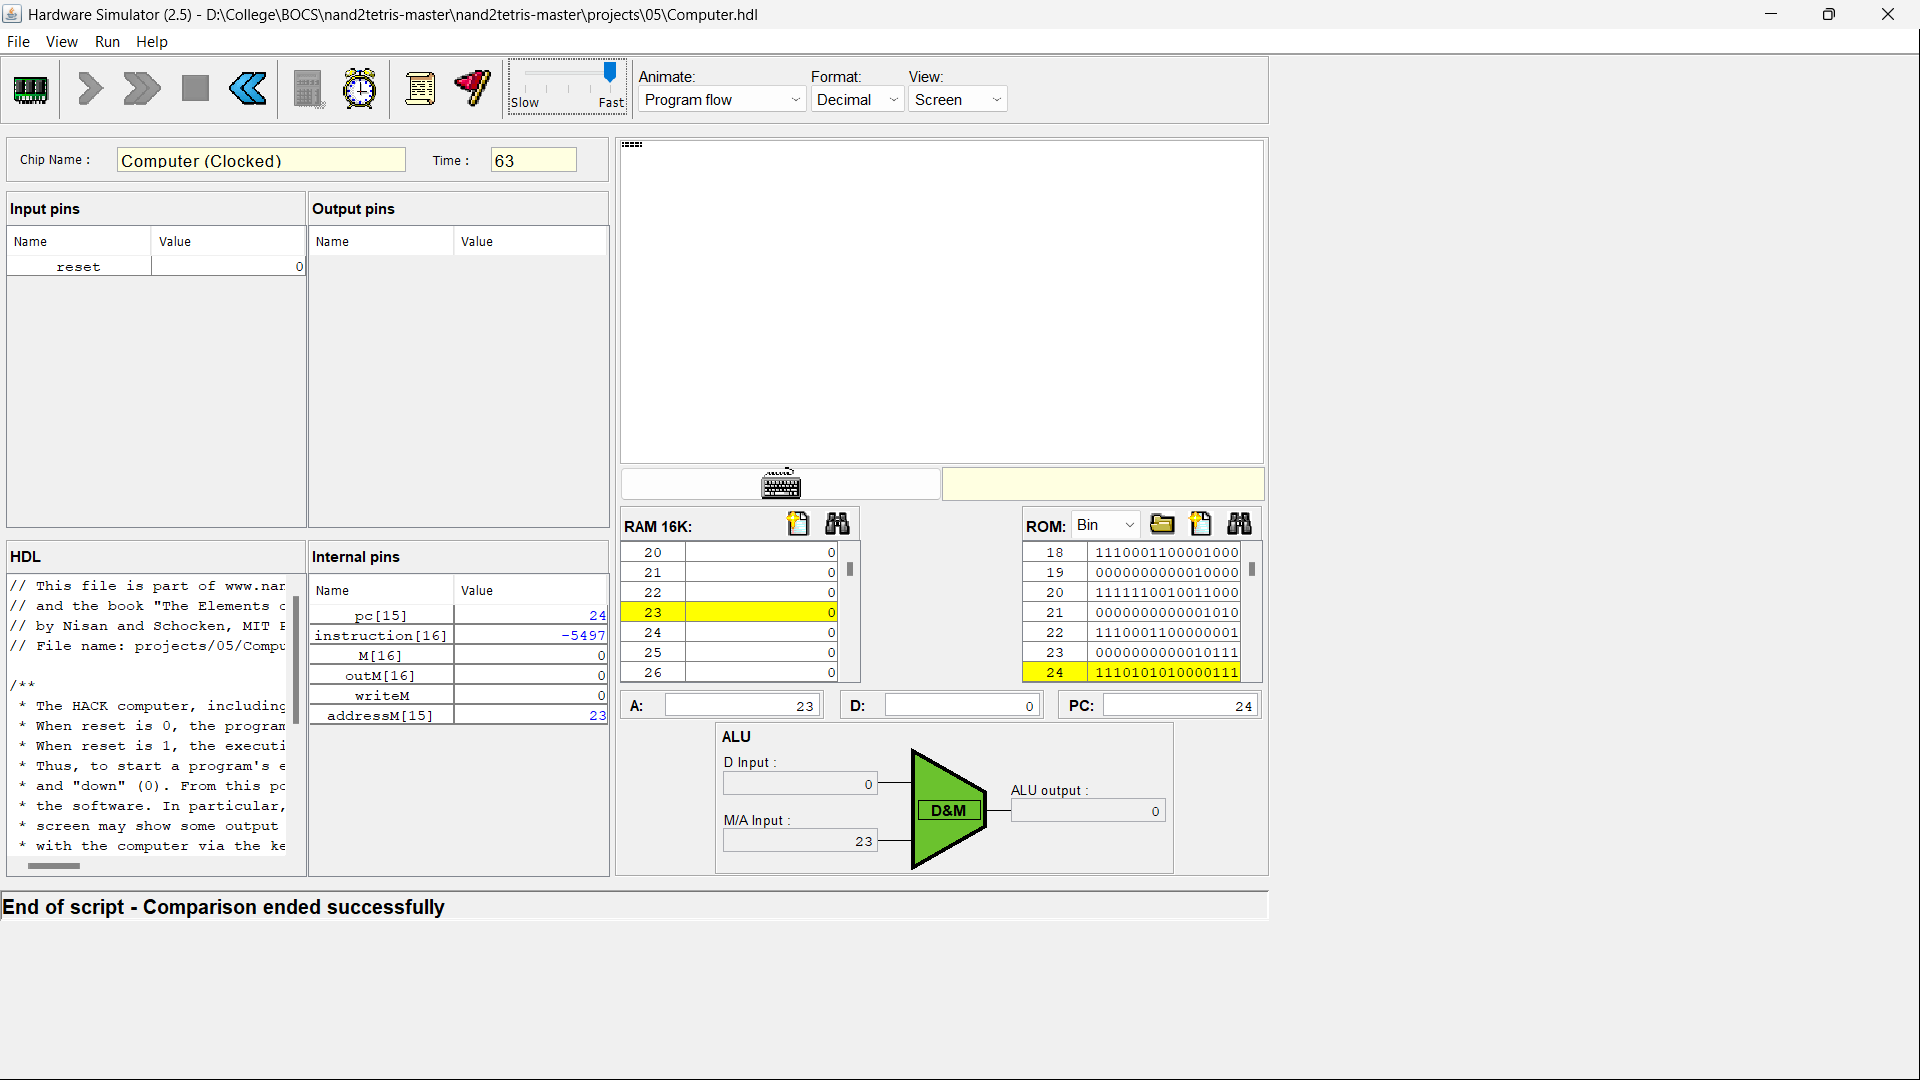 Hardware Simulator (2.5) - D:\College\BOCS\nand2tetris-master\nand2tetris-master\projects\05\Computer.hdl
File View Run Help
Slow Fast
Animate: Format: View:
Program flow Decimal Screen
Chip Name : Computer (Clocked) Time : 63
Input pins
Name Value
reset 0
Output pins
Name Value
HDL
// This file is part of www.nan
// and the book "The Elements o
// by Nisan and Schocken, MIT P
// File name: projects/05/Compu
/**
* The HACK computer, including
* When reset is 0, the program
* When reset is 1, the executi
* Thus, to start a program's e
* and "down" (0). From this po
* the software. In particular,
* screen may show some output
* with the computer via the ke
Internal pins
Name Value
pc[15] 24
instruction[16] -5497
M[16] 0
outM[16] 0
writeM 0
addressM[15] 23
RAM 16K:
20 0
21 0
22 0
23 0
24 0
25 0
26 0
ROM: Bin
18 1110001100001000
19 0000000000010000
20 1111110010011000
21 0000000000001010
22 1110001100000001
23 0000000000010111
24 1110101010000111
A: 23 D: 0 PC: 24
ALU
D Input :
0
M/A Input :
23
D&M
ALU output :
0
End of script - Comparison ended successfully